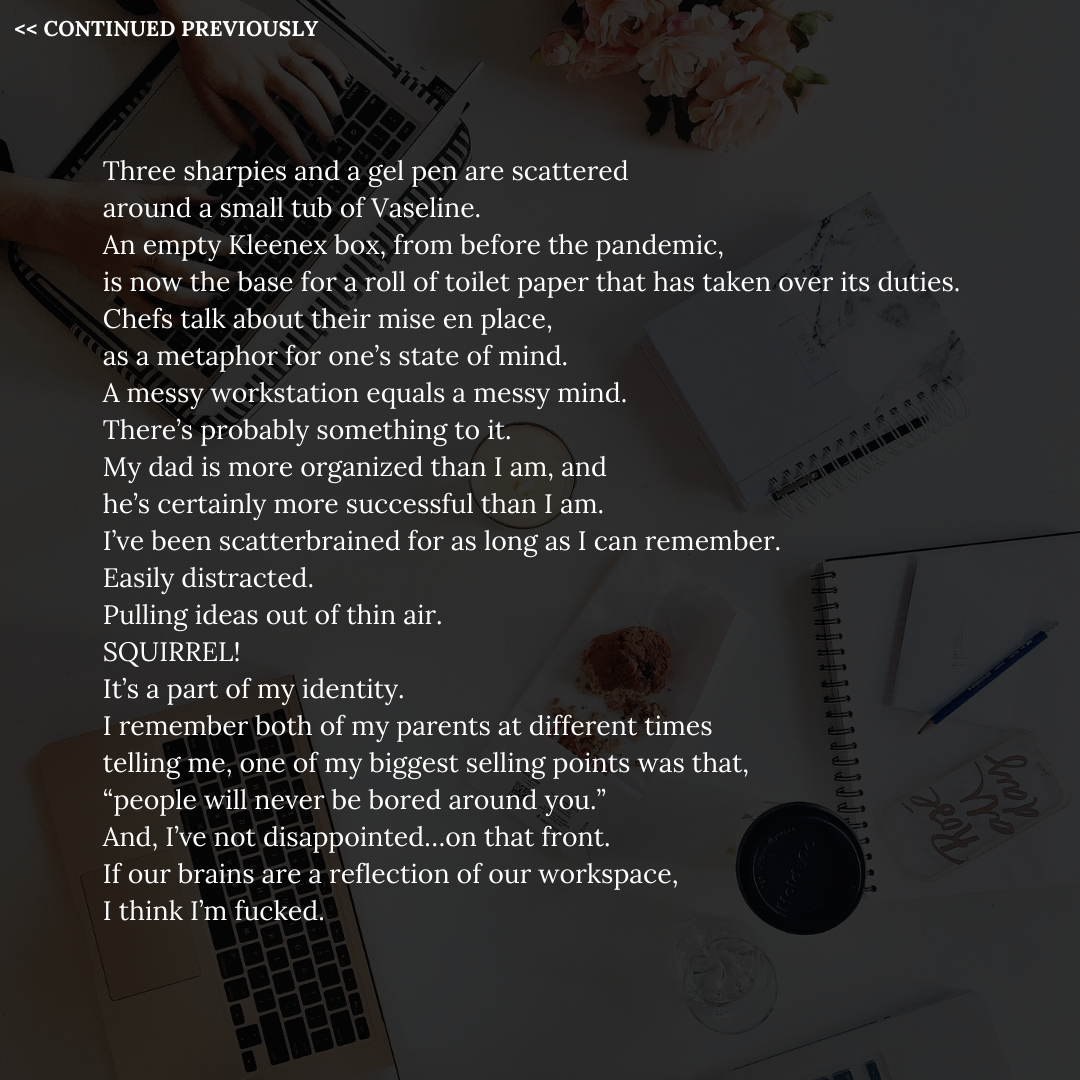 << CONTINUED PREVIOUSLY
Three sharpies and a gel pen are scattered
around a small tub of Vaseline.
An empty Kleenex box, from before the pandemic,
is now the base for a roll of toilet paper that has taken over its duties.
Chefs talk about their mise en place,
as a metaphor for one’s state of mind.
A messy workstation equals a messy mind.
There’s probably something to it.
My dad is more organized than I am, and
he’s certainly more successful than I am.
I’ve been scatterbrained for as long as I can remember.
Easily distracted.
Pulling ideas out of thin air.
SQUIRREL!
It’s a part of my identity.
I remember both of my parents at different times
telling me, one of my biggest selling points was that,
“people will never be bored around you.”
And, I’ve not disappointed...on that front.
If our brains are a reflection of our workspace,
I think I’m fucked.
Rosé
all
day